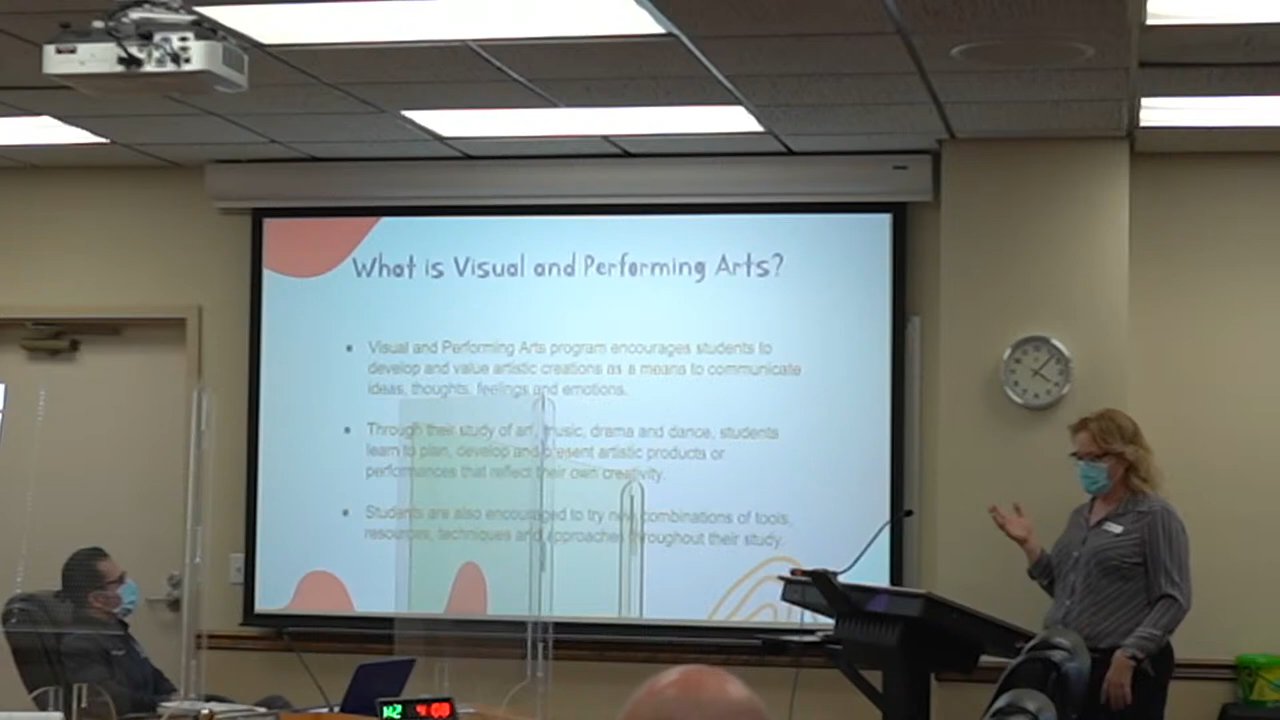 What is Visual and Performing Arts?
• Visual and Performing Arts program encourages students to
develop and value artistic creations as a means to communicate
ideas, thoughts, feelings and emotions.
• Through their study of art, music, drama and dance, students
learn to plan, develop and present artistic products or
performances that reflect their own creativity.
• Students are also encouraged to try new combinations of tools,
resources, techniques and approaches throughout their study.
4:00